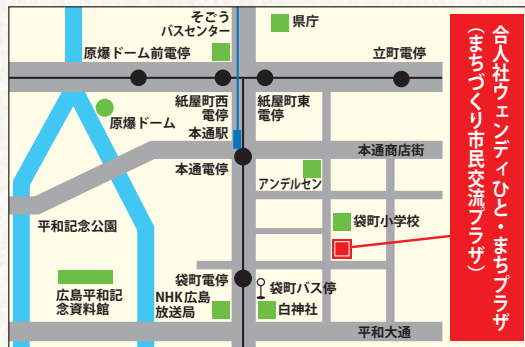 そごう
バスセンター
県庁
原爆ドーム前電停
立町電停
紙屋町西
電停
紙屋町東
電停
原爆ドーム
本通駅
本通商店街
本通電停
アンデルセン
平和記念公園
袋町小学校
袋町電停
袋町バス停
広島平和記
念資料館
NHK広島
放送局
白神社
平和大通
合人社ウェンディひと・まちプラザ
（まちづくり市民交流プラザ）